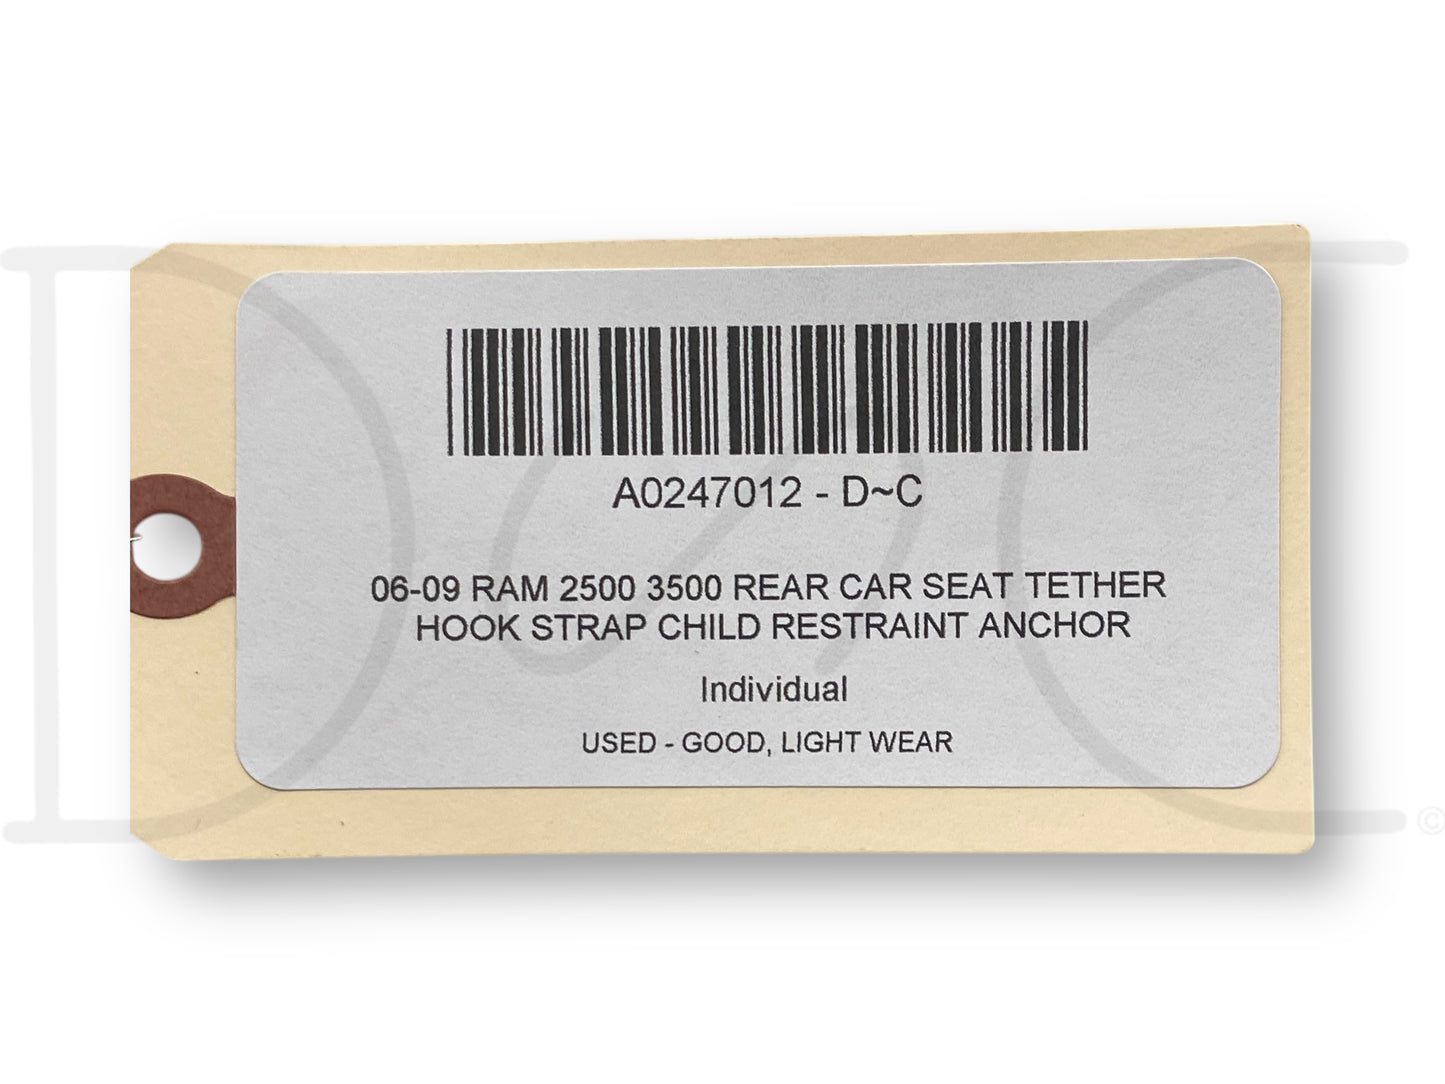 A0247012 - D~C
06-09 RAM 2500 3500 REAR CAR SEAT TETHER
HOOK STRAP CHILD RESTRAINT ANCHOR
Individual
USED - GOOD, LIGHT WEAR
©